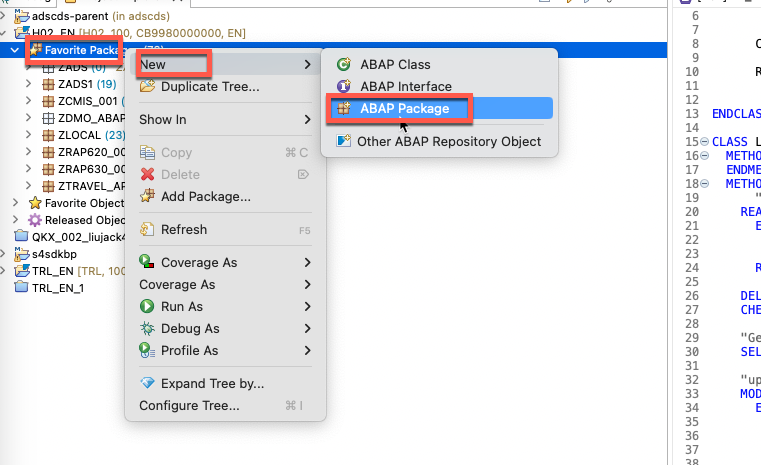 adscds-parent (in adscds)
H02_EN [H02, 100, CB9980000000, EN]
Favorite Packa
ZADS (0)
ZADS1 (19)
ZCMIS_001
ZDMO_ABAP
ZLOCAL (23)
ZRAP620_00
ZRAP630_00
ZTRAVEL_AP
Favorite Object
Released Objec
QKX_002_liujack4
s4sdkbp
TRL_EN [TRL, 100
TRL_EN_1
New
Duplicate Tree...
Show In
Copy ⌘C
Delete ⌦
Add Package...
Refresh F5
Coverage As
Coverage As
Run As
Debug As
Profile As
Expand Tree by...
Configure Tree... ⌘I
ABAP Class
ABAP Interface
ABAP Package
Other ABAP Repository Object
6
7
8 C
9
10 R
11
12
13 ENDCLAS
14
15 CLASS L
16 METHO
17 ENDME
18 METHO
19 "
20 REA
21 E
22
23
24 R
25
26 DEL
27 CHE
28
29 "Ge
30 SEL
31
32 "up
33 MOD
34 E
35
36
37
38